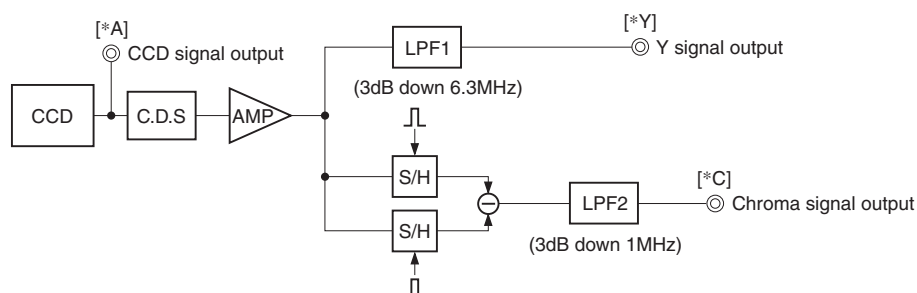 [*A]
CCD signal output
[*Y]
Y signal output
CCD
C.D.S
AMP
LPF1
(3dB down 6.3MHz)
S/H
S/H
LPF2
(3dB down 1MHz)
[*C]
Chroma signal output